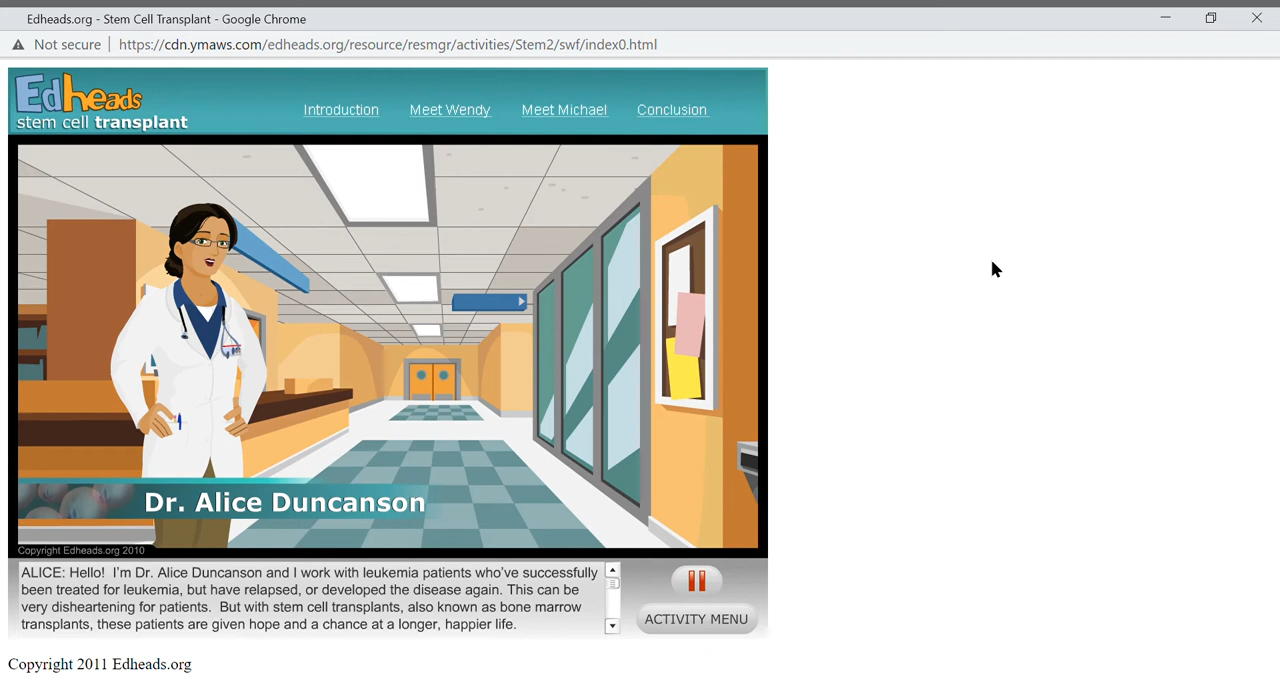 Edheads.org - Stem Cell Transplant - Google Chrome
Not secure | https://cdn.ymaws.com/edheads.org/resource/resmgr/activities/Stem2/swf/index0.html
Edheads
stem cell transplant
Introduction Meet Wendy Meet Michael Conclusion
Dr. Alice Duncanson
Copyright Edheads.org 2010
ALICE: Hello! I'm Dr. Alice Duncanson and I work with leukemia patients who've successfully
been treated for leukemia, but have relapsed, or developed the disease again. This can be
very disheartening for patients. But with stem cell transplants, also known as bone marrow
transplants, these patients are given hope and a chance at a longer, happier life.
ACTIVITY MENU
Copyright 2011 Edheads.org